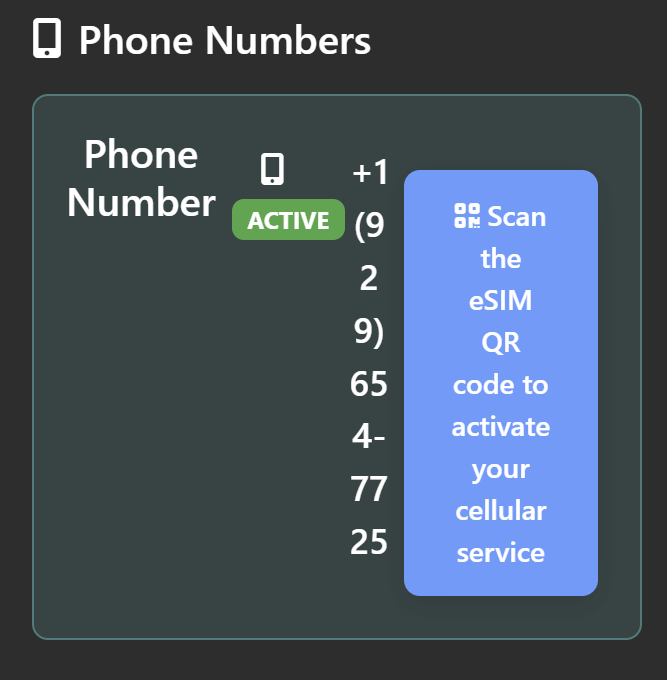 Phone Numbers
Phone
Number
ACTIVE
+1
(9
2
9)
65
4-
77
25
Scan
the
eSIM
QR
code to
activate
your
cellular
service